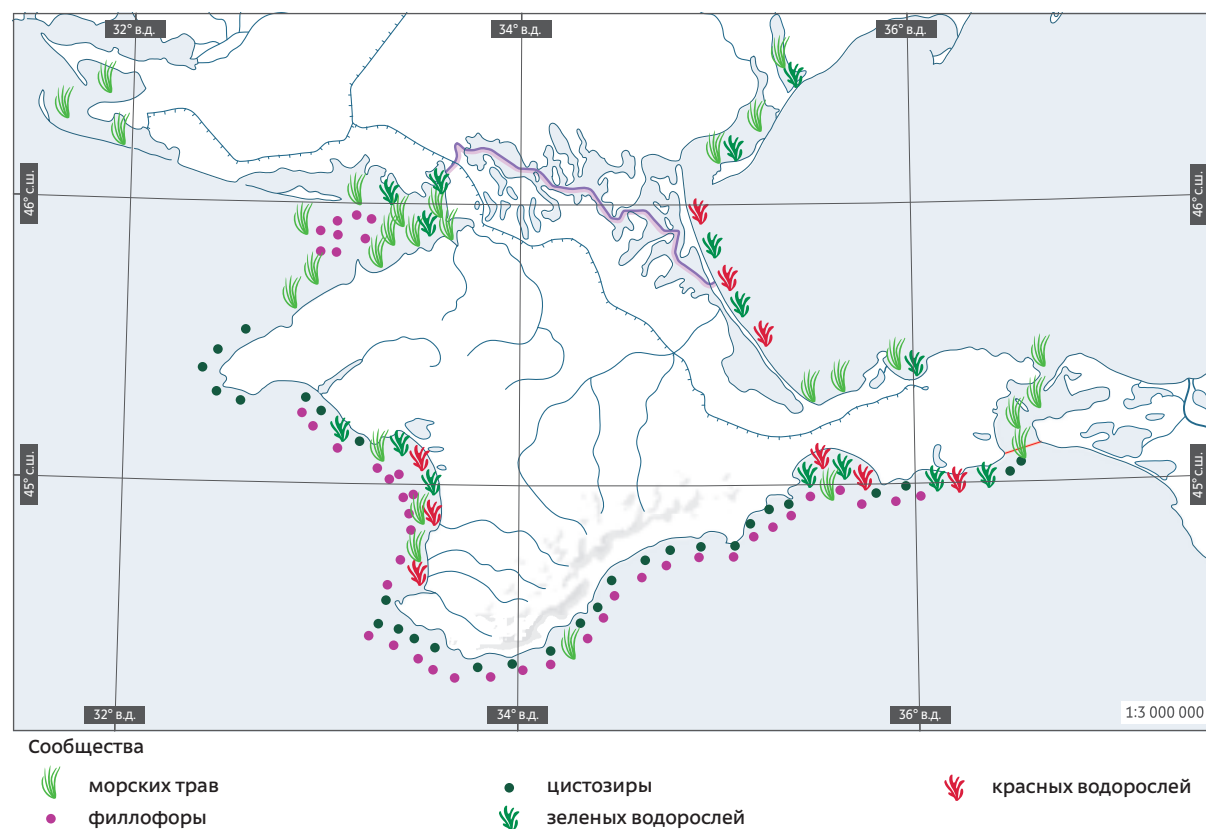 32° в.д.
34° в.д.
36° в.д.
46° с.ш.
46° с.ш.
45° с.ш.
45° с.ш.
32° в.д.
34° в.д.
36° в.д.
1:3 000 000
Сообщества
морских трав
цистозиры
красных водорослей
филлофоры
зеленых водорослей